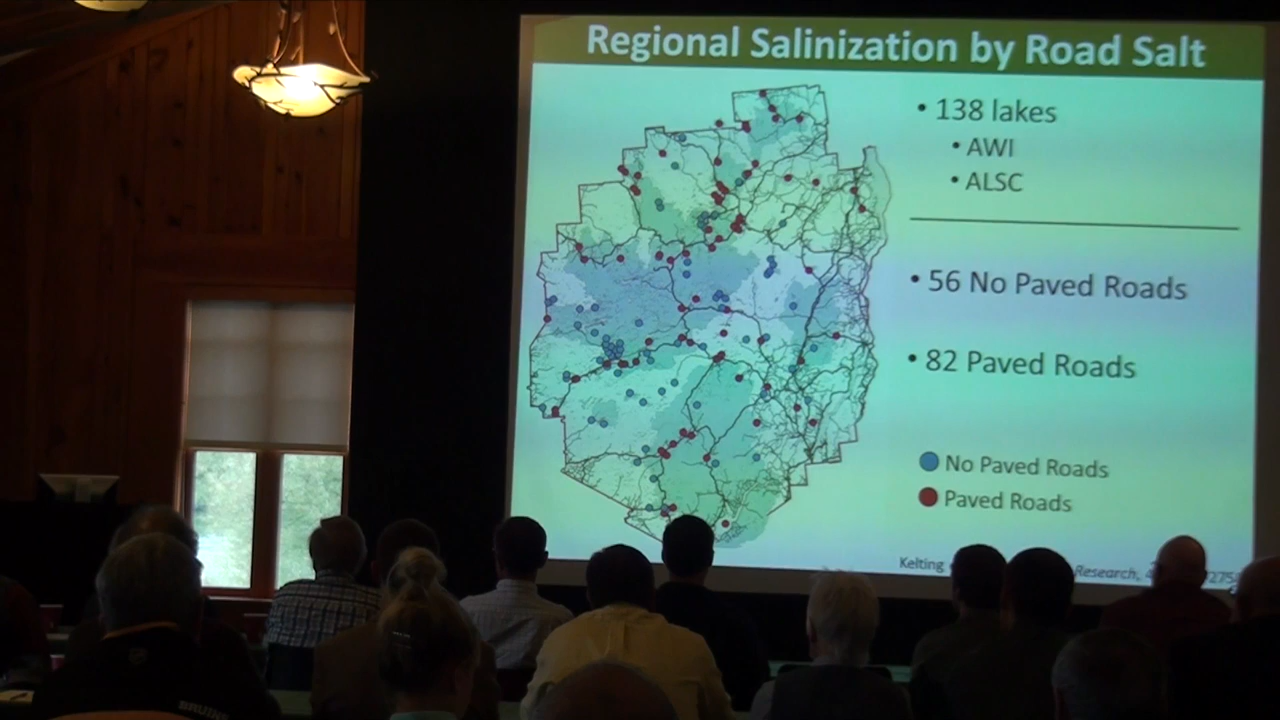 Regional Salinization by Road Salt
• 138 lakes
• AWI
• ALSC
• 56 No Paved Roads
• 82 Paved Roads
No Paved Roads
Paved Roads
Kelting Research,